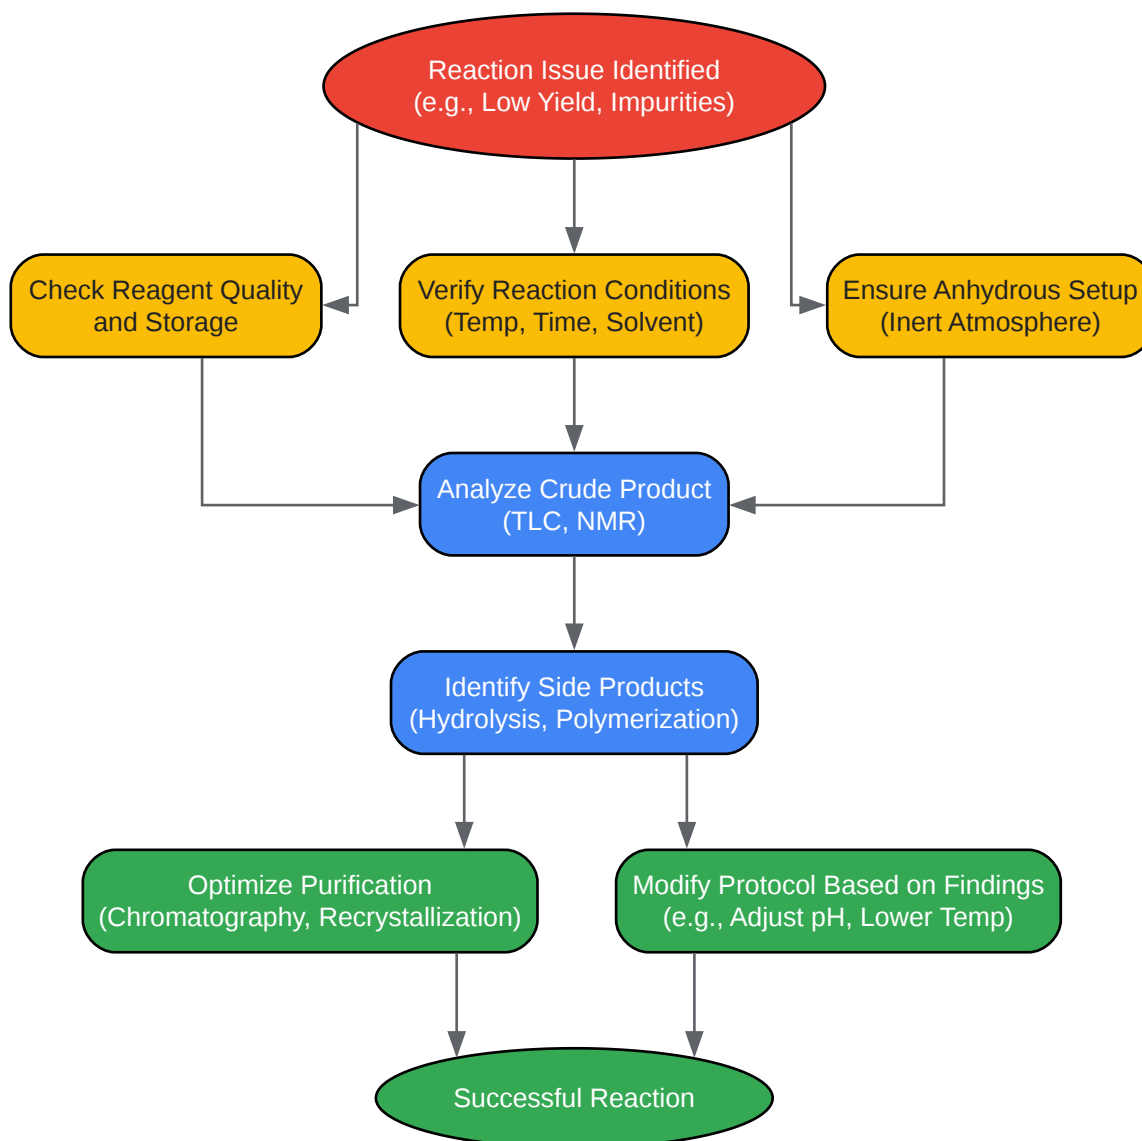 Reaction Issue Identified
(e.g., Low Yield, Impurities)
Check Reagent Quality
and Storage
Verify Reaction Conditions
(Temp, Time, Solvent)
Ensure Anhydrous Setup
(Inert Atmosphere)
Analyze Crude Product
(TLC, NMR)
Identify Side Products
(Hydrolysis, Polymerization)
Optimize Purification
(Chromatography, Recrystallization)
Modify Protocol Based on Findings
(e.g., Adjust pH, Lower Temp)
Successful Reaction